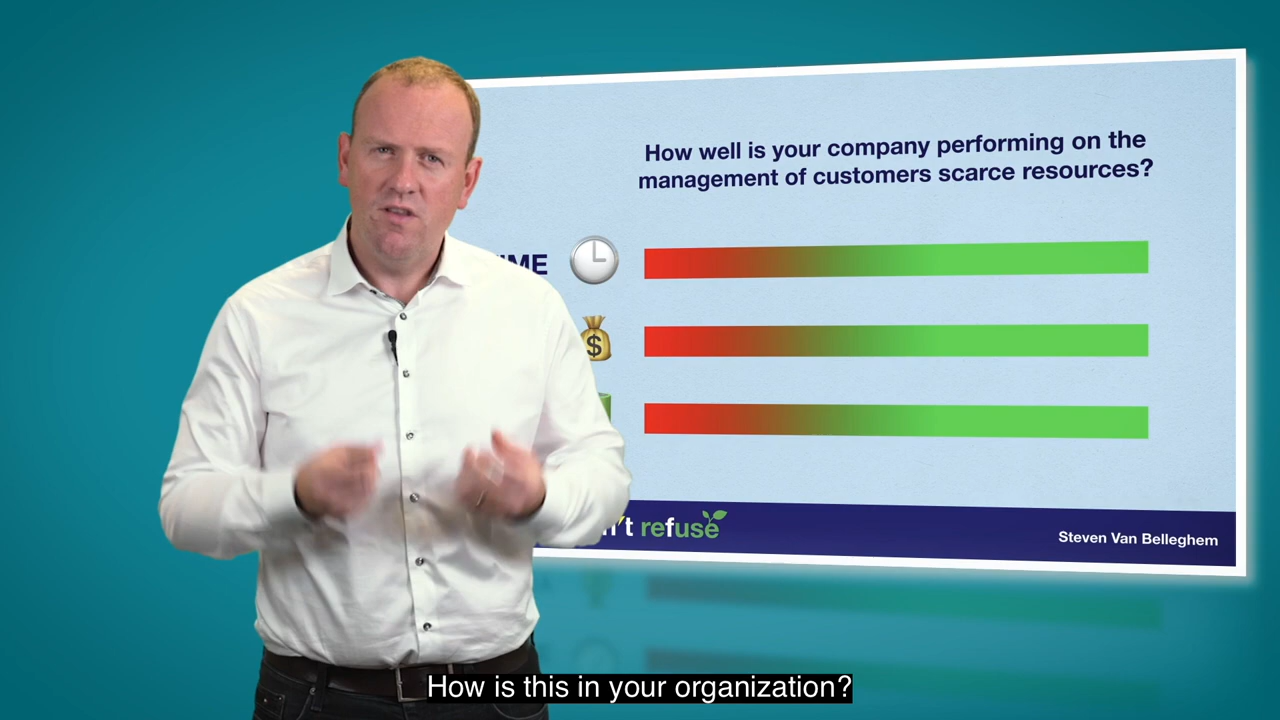 How well is your company performing on the
management of customers scarce resources?
$
refuse
Steven Van Belleghem
How is this in your organization?